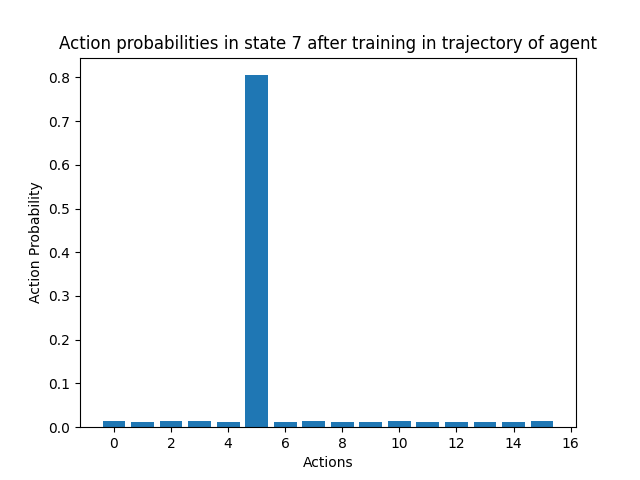 Action probabilities in state 7 after training in trajectory of agent
0.8
0.7
0.6
0.5
0.4
0.3
0.2
0.1
0.0
Action Probability
0 2 4 6 8 10 12 14 16
Actions